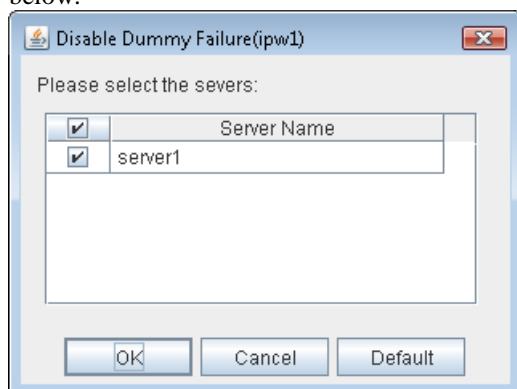 below.
Disable Dummy Failure(ipw1)
Please select the severs:
Server Name
server1
OK Cancel Default